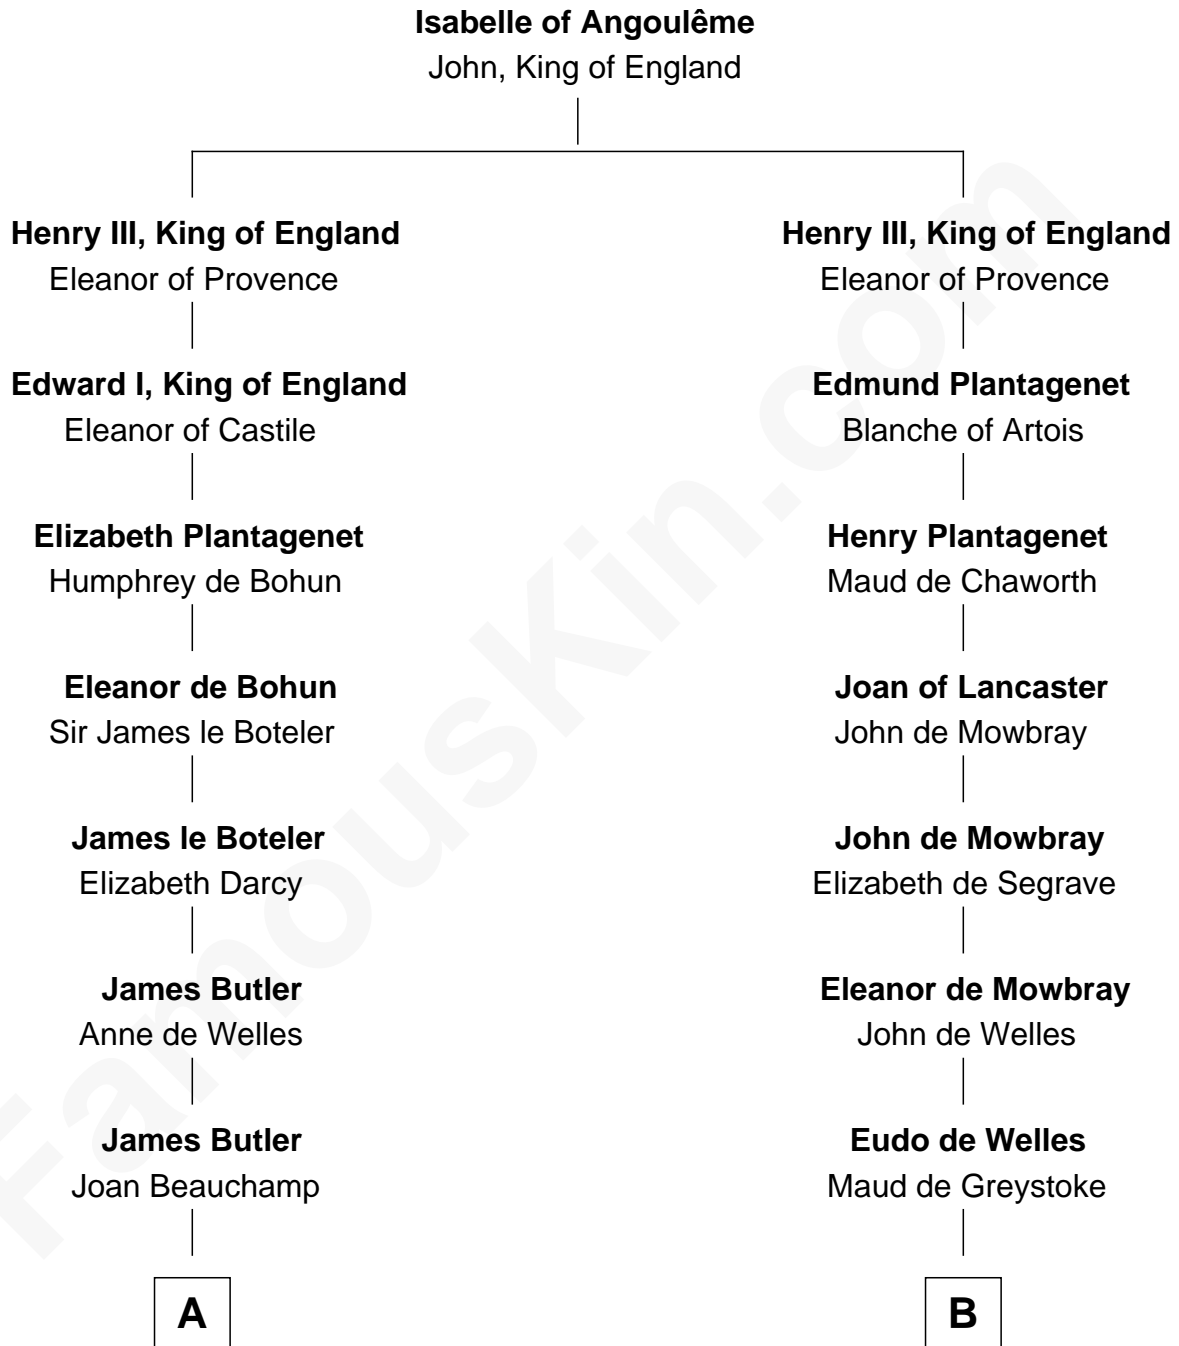 Isabelle of Angoulême
John, King of England
Henry III, King of England
Eleanor of Provence
Henry III, King of England
Eleanor of Provence
Edward I, King of England
Eleanor of Castile
Edmund Plantagenet
Blanche of Artois
Elizabeth Plantagenet
Humphrey de Bohun
Henry Plantagenet
Maud de Chaworth
Eleanor de Bohun
Sir James le Boteler
Joan of Lancaster
John de Mowbray
James le Boteler
Elizabeth Darcy
John de Mowbray
Elizabeth de Segrave
James Butler
Anne de Welles
Eleanor de Mowbray
John de Welles
James Butler
Joan Beauchamp
Eudo de Welles
Maud de Greystoke
A
B
FamousKin.com